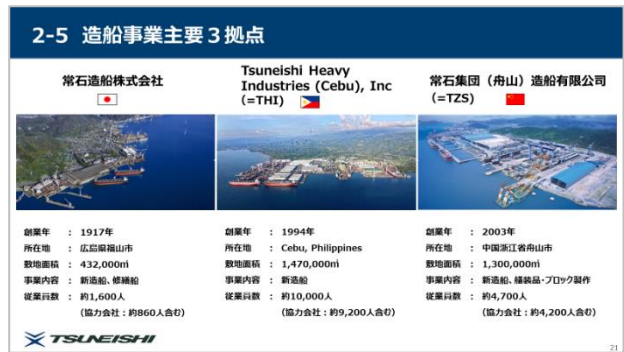 2-5 造船事業主要３拠点
常石造船株式会社
Tsuneishi Heavy
Industries (Cebu), Inc
(=THI)
常石集団（舟山）造船有限公司
(=TZS)
創業年 ： 1917年
所在地 ： 広島県福山市
敷地面積 ： 432,000㎡
事業内容 ： 新造船、修繕船
従業員数 ： 約1,600人
（協力会社：約860人含む）
創業年 ： 1994年
所在地 ： Cebu, Philippines
敷地面積 ： 1,470,000㎡
事業内容 ： 新造船
従業員数 ： 約10,000人
（協力会社：約9,200人含む）
創業年 ： 2003年
所在地 ： 中国浙江省舟山市
敷地面積 ： 1,300,000㎡
事業内容 ： 新造船、艤装品・ブロック製作
従業員数 ： 約4,700人
（協力会社：約4,200人含む）
TSUNEISHI
21